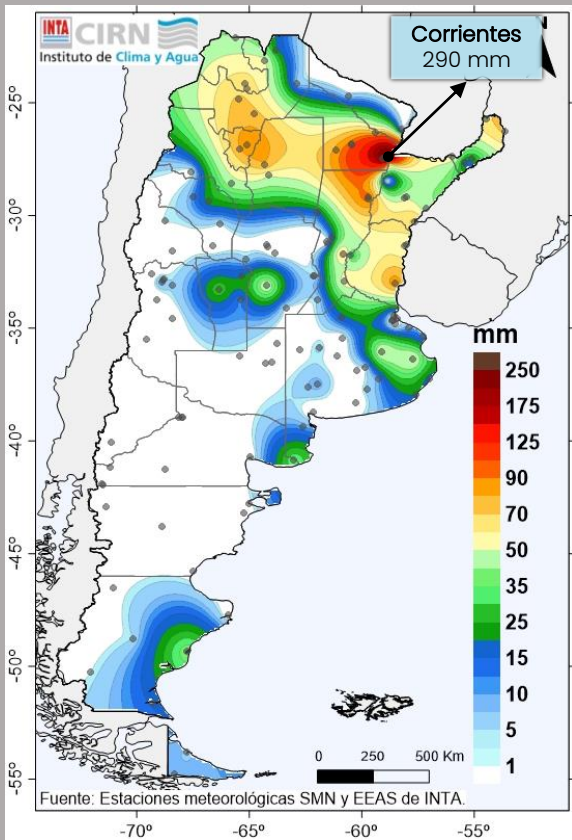 INTA
CIRN
Instituto de Clima y Agua
Corrientes
290 mm
-25°
-30°
-35°
-40°
-45°
-50°
-55°
mm
250
175
125
90
70
50
35
25
15
10
5
1
0 250 500 Km
Fuente: Estaciones meteorológicas SMN y EEAS de INTA.
-70° -65° -60° -55°